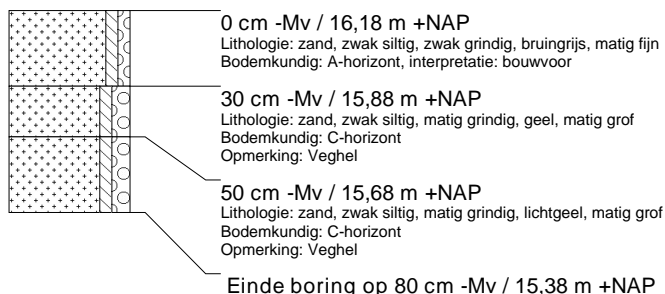 0 cm -Mv / 16,18 m +NAP
Lithologie: zand, zwak siltig, zwak grindig, bruingrijs, matig fijn
Bodemkundig: A-horizont, interpretatie: bouwvoor
30 cm -Mv / 15,88 m +NAP
Lithologie: zand, zwak siltig, matig grindig, geel, matig grof
Bodemkundig: C-horizont
Opmerking: Veghel
50 cm -Mv / 15,68 m +NAP
Lithologie: zand, zwak siltig, matig grindig, lichtgeel, matig grof
Bodemkundig: C-horizont
Opmerking: Veghel
Einde boring op 80 cm -Mv / 15,38 m +NAP